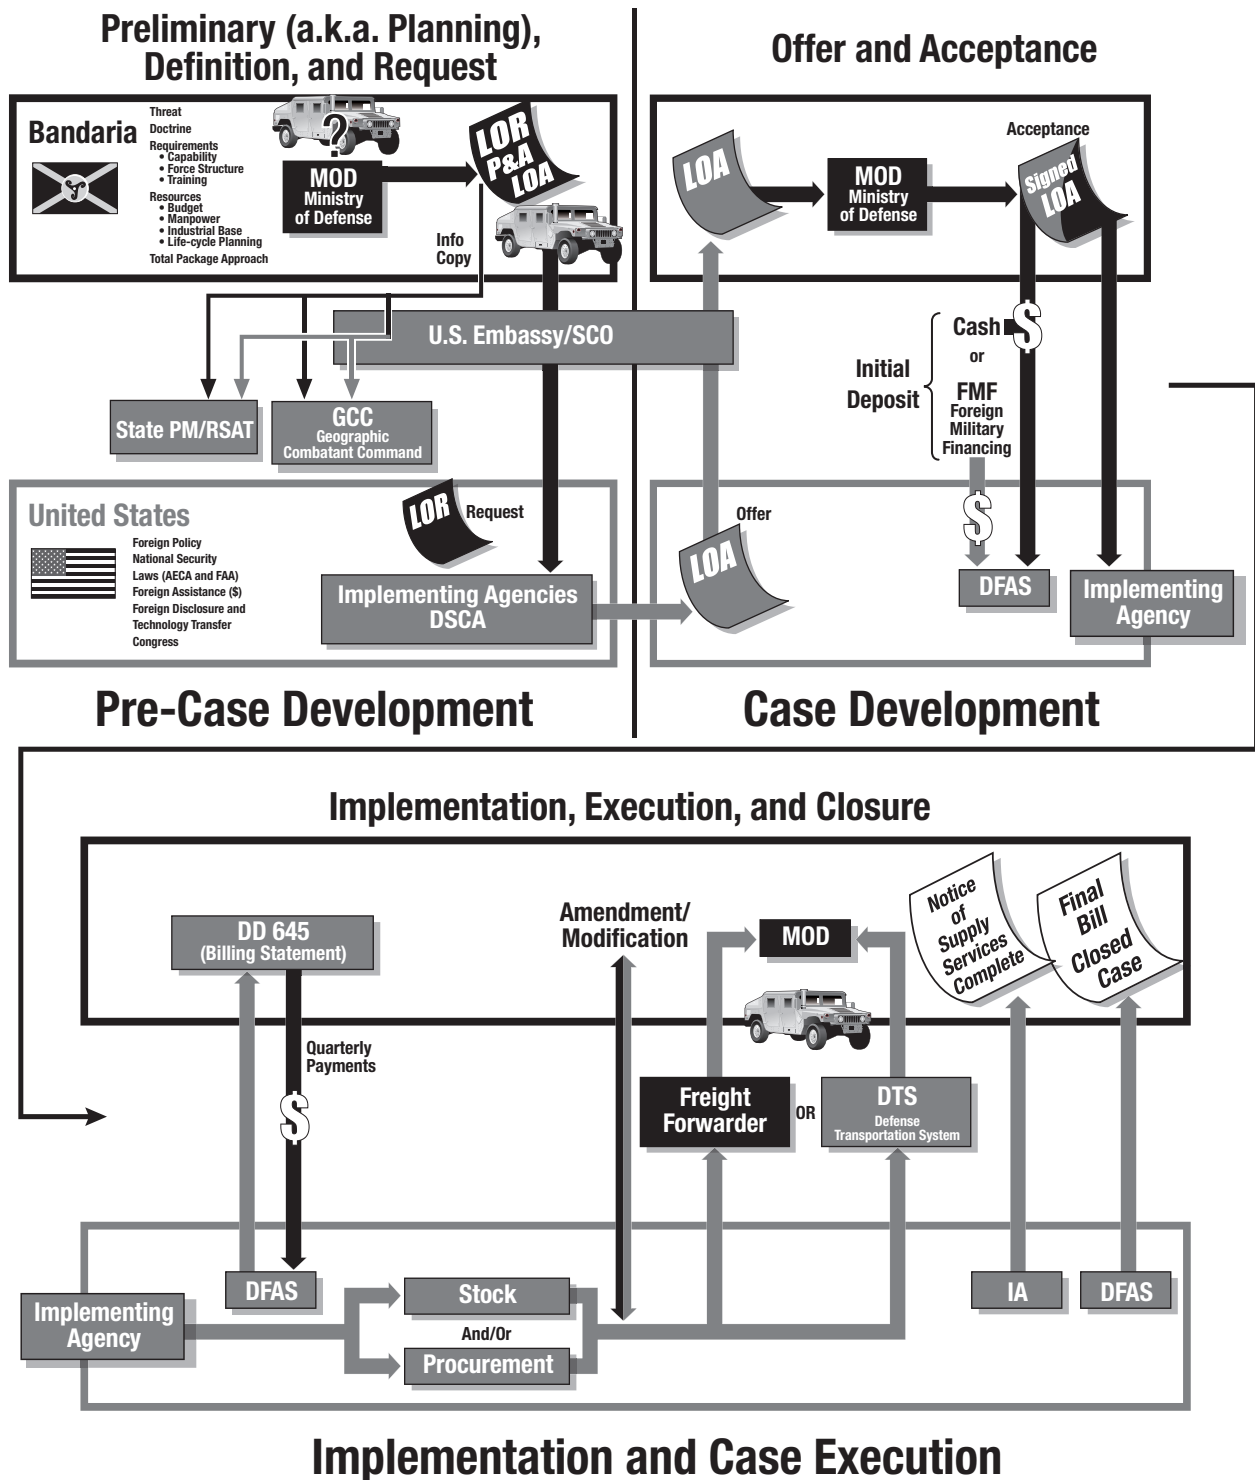 Preliminary (a.k.a. Planning),
Definition, and Request
Offer and Acceptance
Bandaria
Threat
Doctrine
Requirements
• Capability
• Force Structure
• Training
Resources
• Budget
• Manpower
• Industrial Base
• Life-cycle Planning
Total Package Approach
?
MOD
Ministry
of Defense
LOR
P&A
LOA
Info
Copy
LOA
MOD
Ministry
of Defense
Acceptance
Signed
LOA
U.S. Embassy/SCO
State PM/RSAT
GCC
Geographic
Combatant Command
Initial
Deposit
Cash
$
or
FMF
Foreign
Military
Financing
$
United States
Foreign Policy
National Security
Laws (AECA and FAA)
Foreign Assistance ($)
Foreign Disclosure and
Technology Transfer
Congress
LOR
Request
Implementing Agencies
DSCA
Offer
LOA
DFAS
Implementing
Agency
Pre-Case Development
Case Development
Implementation, Execution, and Closure
DD 645
(Billing Statement)
Quarterly
Payments
$
Amendment/
Modification
MOD
Notice
of
Supply
Services
Complete
Final
Bill
Closed
Case
Freight
Forwarder
OR
DTS
Defense
Transportation System
Implementing
Agency
DFAS
Stock
And/Or
Procurement
IA
DFAS
Implementation and Case Execution